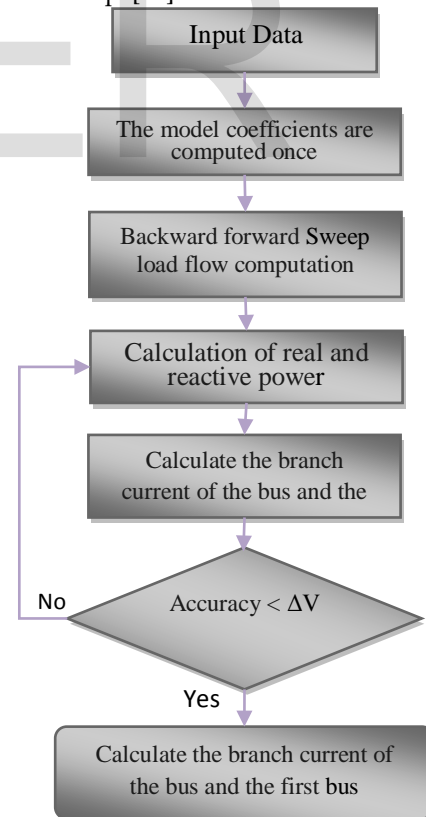 Input Data
The model coefficients are
computed once
Backward forward Sweep
load flow computation
Calculation of real and
reactive power
Calculate the branch
current of the bus and the
Accuracy < ΔV
No
Yes
Calculate the branch current of
the bus and the first bus